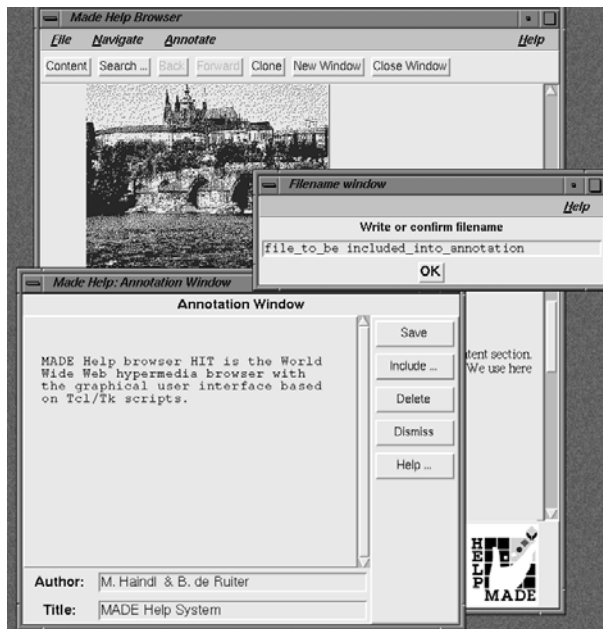 Made Help Browser
File Navigate Annotate Help
Content Search ... Back Forward Clone New Window Close Window
Filename window
Help
Write or confirm filename
file_to_be included_into_annotation
OK
Made Help: Annotation Window
Annotation Window
MADE Help browser HIT is the World
Wide Web hypermedia browser with
the graphical user interface based
on Tcl/Tk scripts.
Save
Include ...
Delete
Dismiss
Help ...
tent section.
We use here
Author: M. Haindl & B. de Ruiter
Title: MADE Help System
HELP
MADE